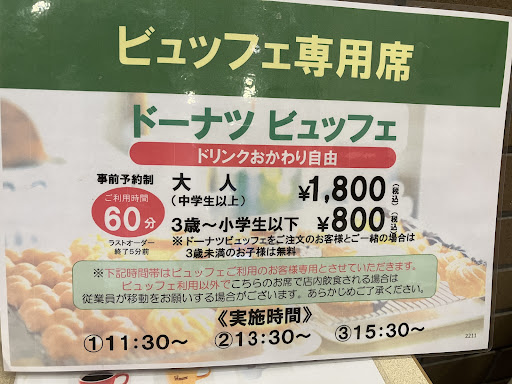 ビュッフェ専用席
ドーナツ ビュッフェ
ドリンクおかわり自由
事前予約制
ご利用時間
60分
ラストオーダー
終了5分前
大人 ¥1,800(税込)
(中学生以上)
3歳〜小学生以下 ¥800(税込)
※ドーナツビュッフェをご注文のお客様とご一緒の場合は
3歳未満のお子様は無料
※下記時間帯はビュッフェご利用のお客様専用とさせていただきます。
ビュッフェ利用以外でこちらのお席で店内飲食される場合は
従業員が移動をお願いする場合がございます。あらかじめご了承ください。
《実施時間》
①11:30〜 ②13:30〜 ③15:30〜
2211